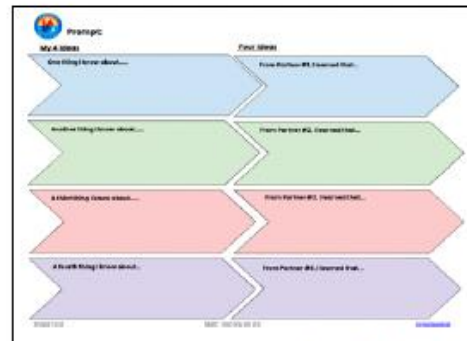 Prompt:
My 4 Ideas
Peer Ideas
One thing I know about.....
From Partner #1, I learned that...
Another thing I know about.....
From Partner #2, I learned that...
A third thing I know about.....
From Partner #3, I learned that...
A fourth thing I know about...
From Partner #4, I learned that...